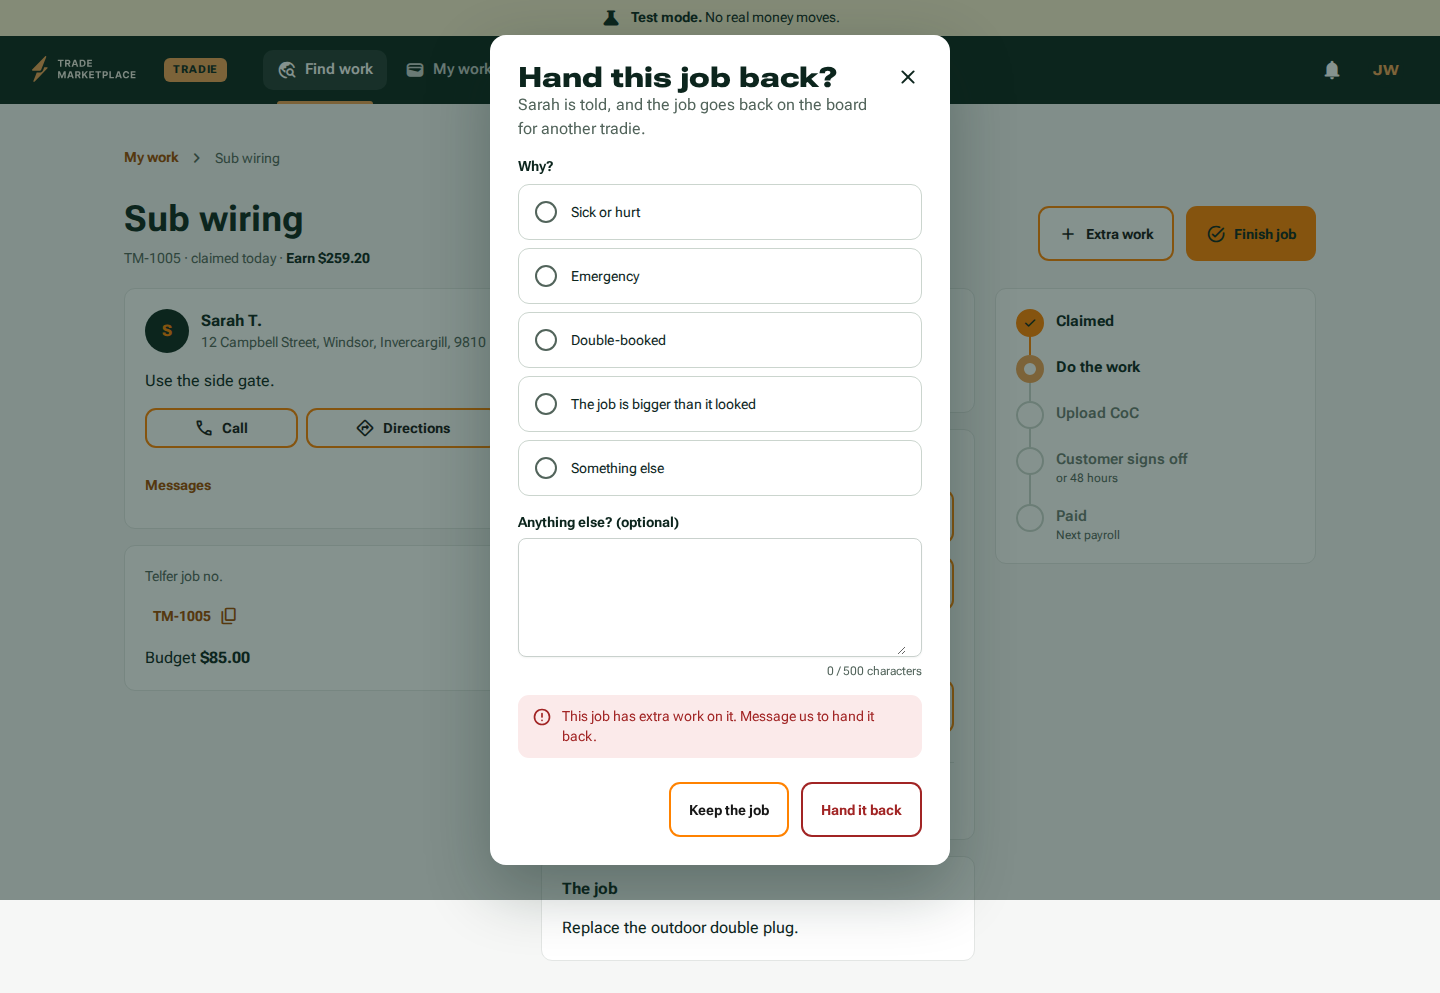 Test mode. No real money moves.
TRADE
MARKETPLACE
TRADIE
Find work
My work
JW
My work
Sub wiring
Sub wiring
TM-1005 · claimed today · Earn $259.20
Extra work
Finish job
S
Sarah T.
12 Campbell Street, Windsor, Invercargill, 9810
Use the side gate.
Call
Directions
Messages
Telfer job no.
TM-1005
Budget $85.00
Hand this job back?
Sarah is told, and the job goes back on the board
for another tradie.
Why?
Sick or hurt
Emergency
Double-booked
The job is bigger than it looked
Something else
Anything else? (optional)
0 / 500 characters
This job has extra work on it. Message us to hand it
back.
Keep the job
Hand it back
Claimed
Do the work
Upload CoC
Customer signs off
or 48 hours
Paid
Next payroll
The job
Replace the outdoor double plug.